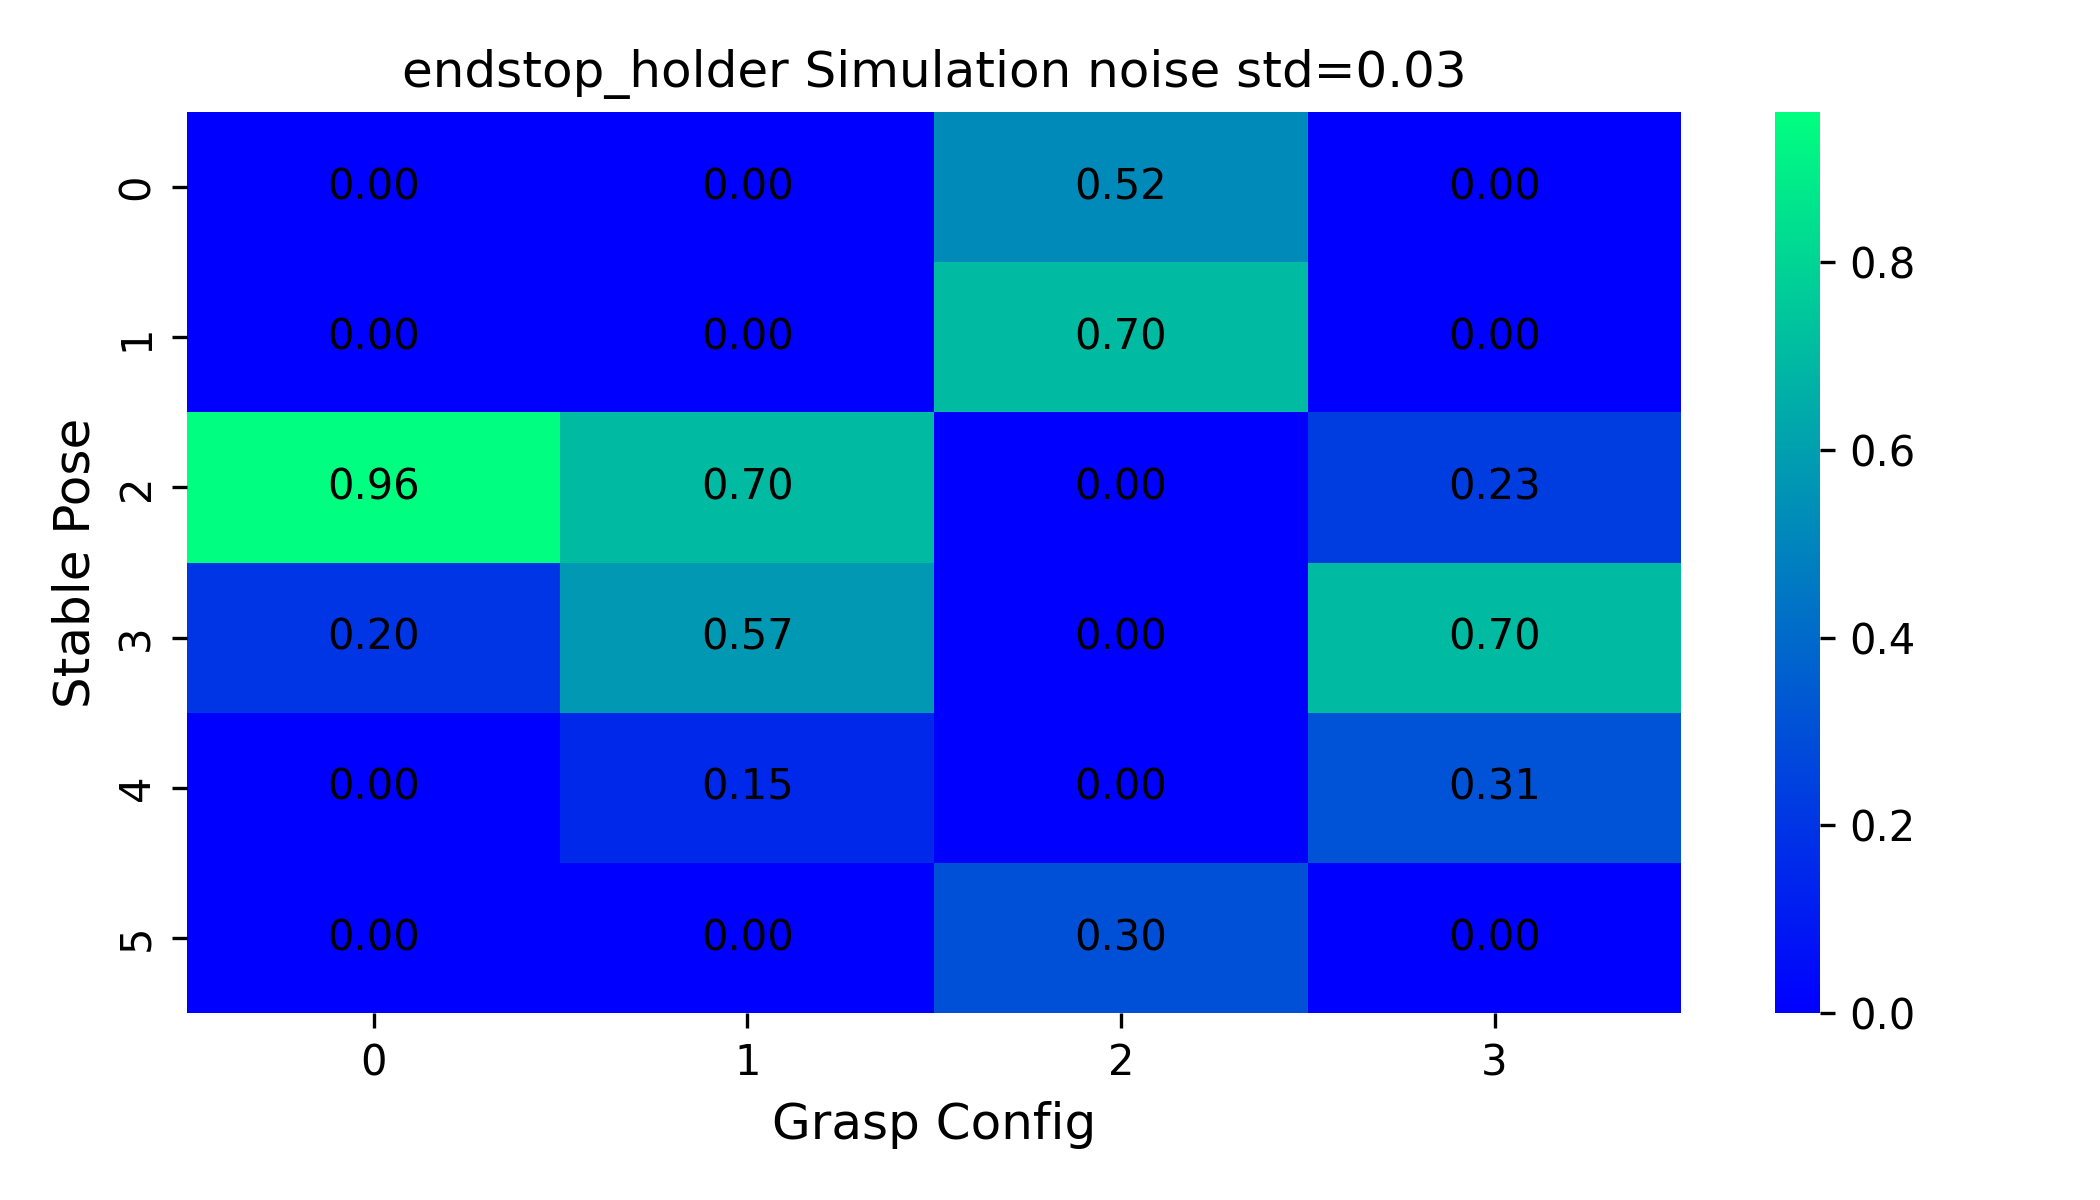 endstop_holder Simulation noise std=0.03
0 0.00 0.00 0.52 0.00
1 0.00 0.00 0.70 0.00
2 0.96 0.70 0.00 0.23
3 0.20 0.57 0.00 0.70
4 0.00 0.15 0.00 0.31
5 0.00 0.00 0.30 0.00
0 1 2 3
Grasp Config
Stable Pose
0.8
0.6
0.4
0.2
0.0